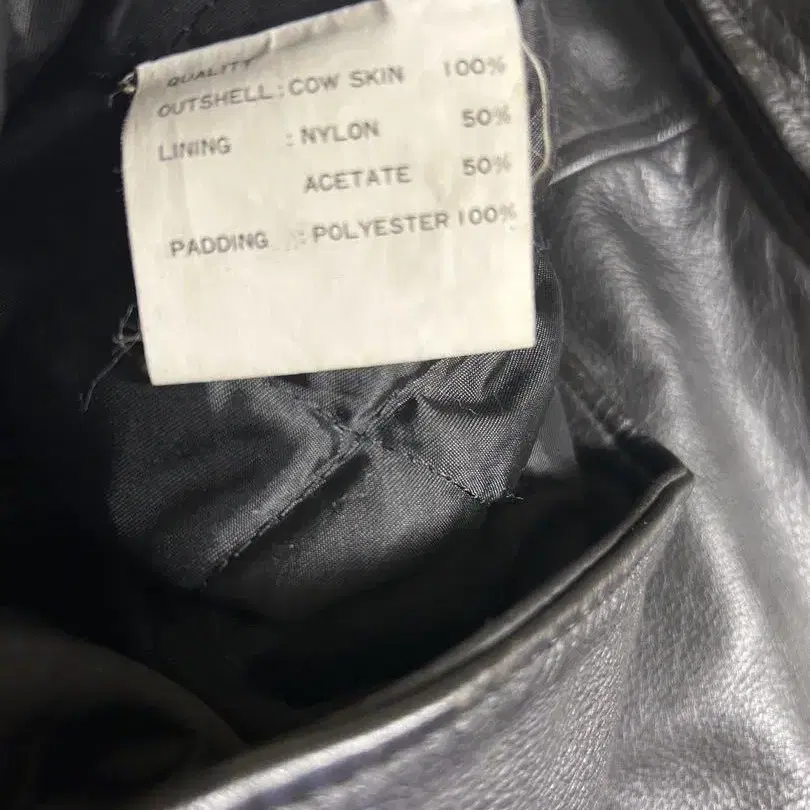 QUALITY
OUTSHELL : COW SKIN 100%
LINING : NYLON 50%
ACETATE 50%
PADDING : POLYESTER 100%